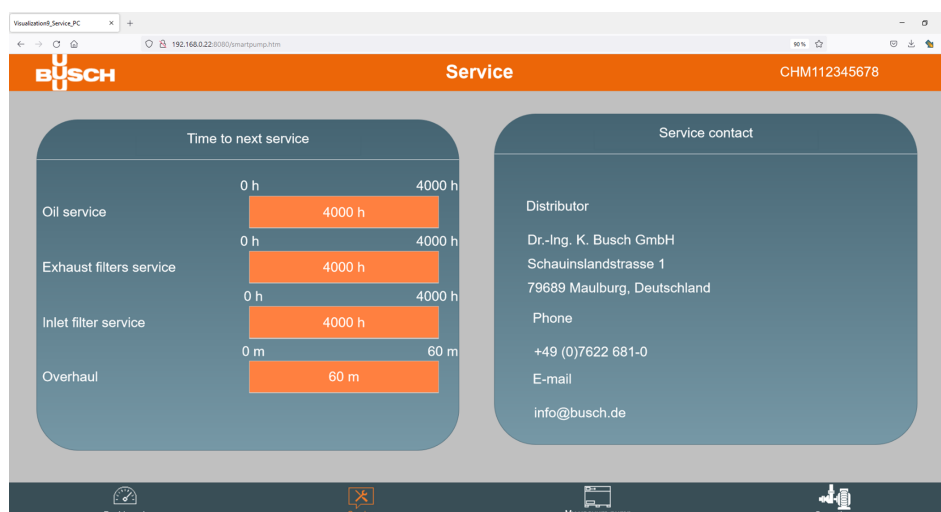 Visualization9_Service_PC
192.168.0.22:8080/smartpump.htm
90%
BUSCH
Service
CHM112345678
Time to next service
0 h 4000 h
Oil service 4000 h
0 h 4000 h
Exhaust filters service 4000 h
0 h 4000 h
Inlet filter service 4000 h
0 m 60 m
Overhaul 60 m
Service contact
Distributor
Dr.-Ing. K. Busch GmbH
Schauinslandstrasse 1
79689 Maulburg, Deutschland
Phone
+49 (0)7622 681-0
E-mail
info@busch.de